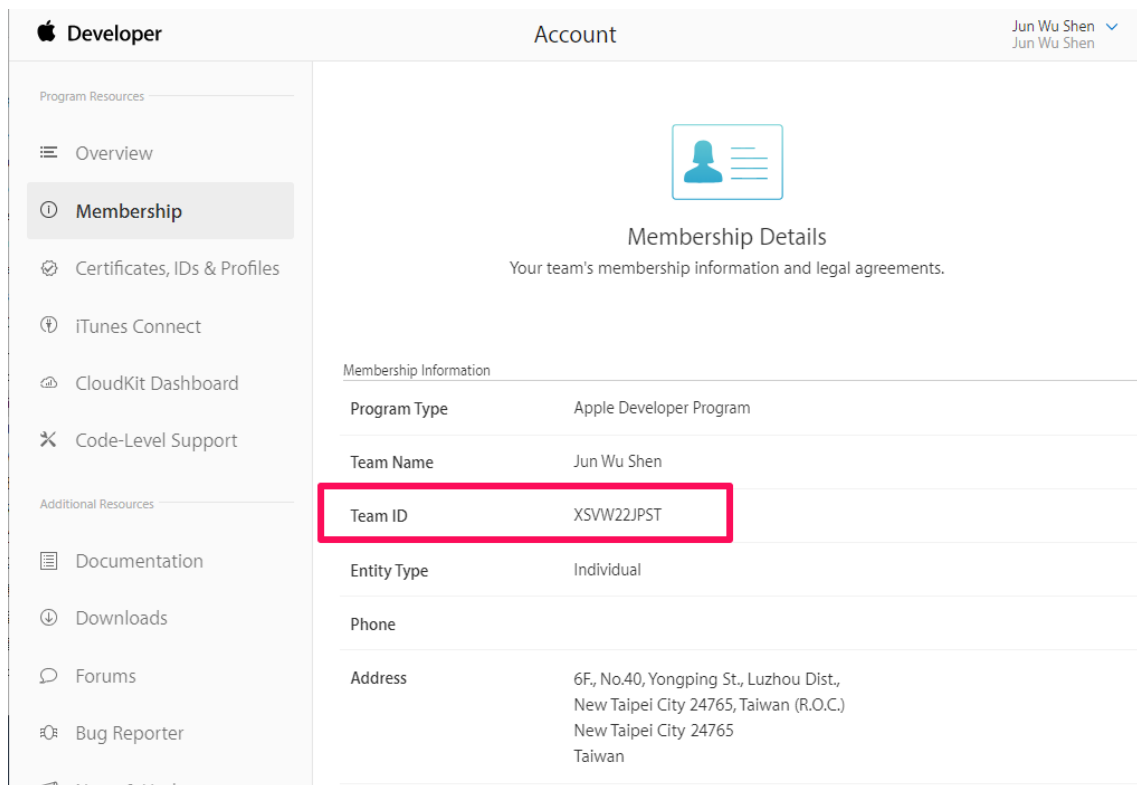 Developer
Account
Jun Wu Shen
Jun Wu Shen
Program Resources
Overview
Membership
Certificates, IDs & Profiles
iTunes Connect
CloudKit Dashboard
Code-Level Support
Additional Resources
Documentation
Downloads
Forums
Bug Reporter
Membership Details
Your team's membership information and legal agreements.
Membership Information
Program Type Apple Developer Program
Team Name Jun Wu Shen
Team ID XSVW22JPST
Entity Type Individual
Phone
Address 6F., No.40, Yongping St., Luzhou Dist.,
New Taipei City 24765, Taiwan (R.O.C.)
New Taipei City 24765
Taiwan